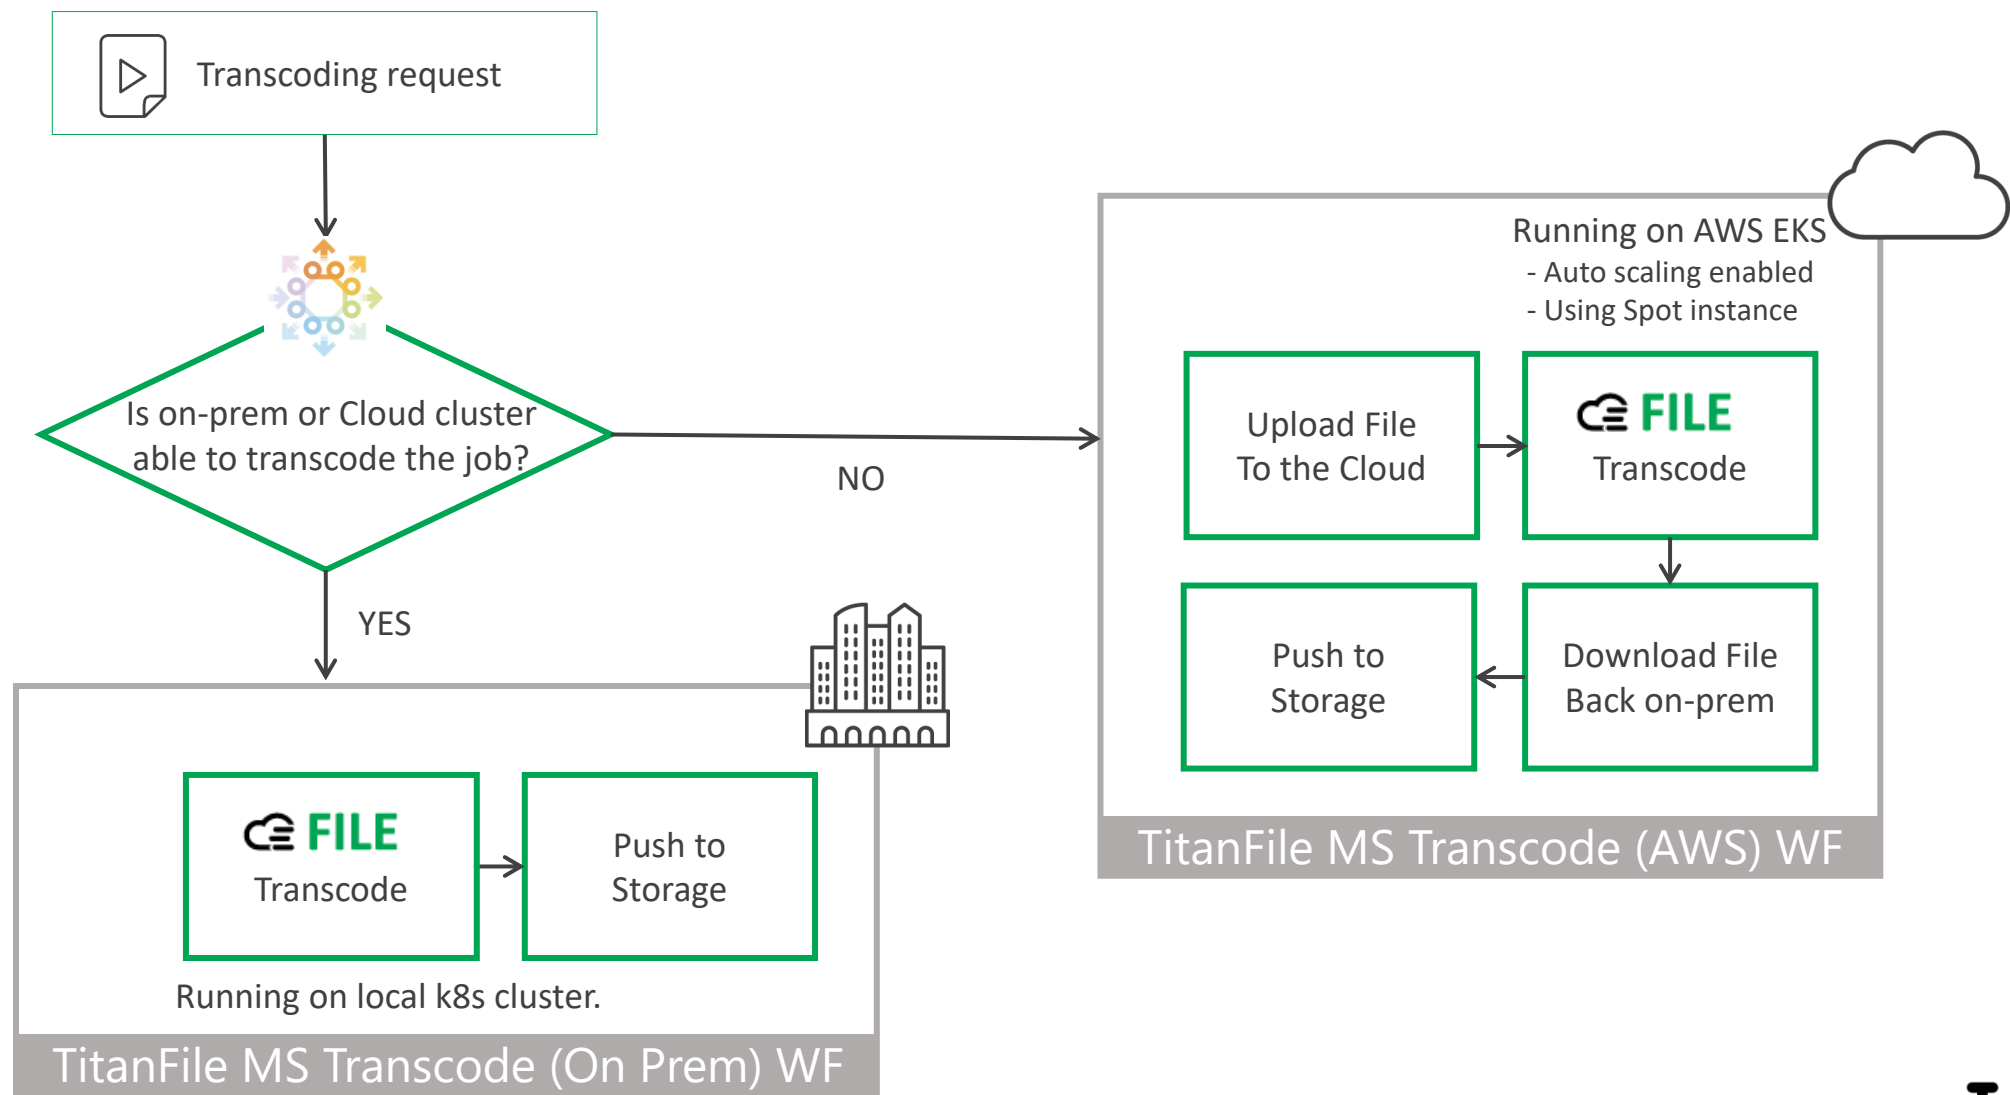 Transcoding request
Is on-prem or Cloud cluster
able to transcode the job?
NO
YES
Running on AWS EKS
- Auto scaling enabled
- Using Spot instance
Upload File
To the Cloud
FILE
Transcode
Push to
Storage
Download File
Back on-prem
TitanFile MS Transcode (AWS) WF
FILE
Transcode
Push to
Storage
Running on local k8s cluster.
TitanFile MS Transcode (On Prem) WF